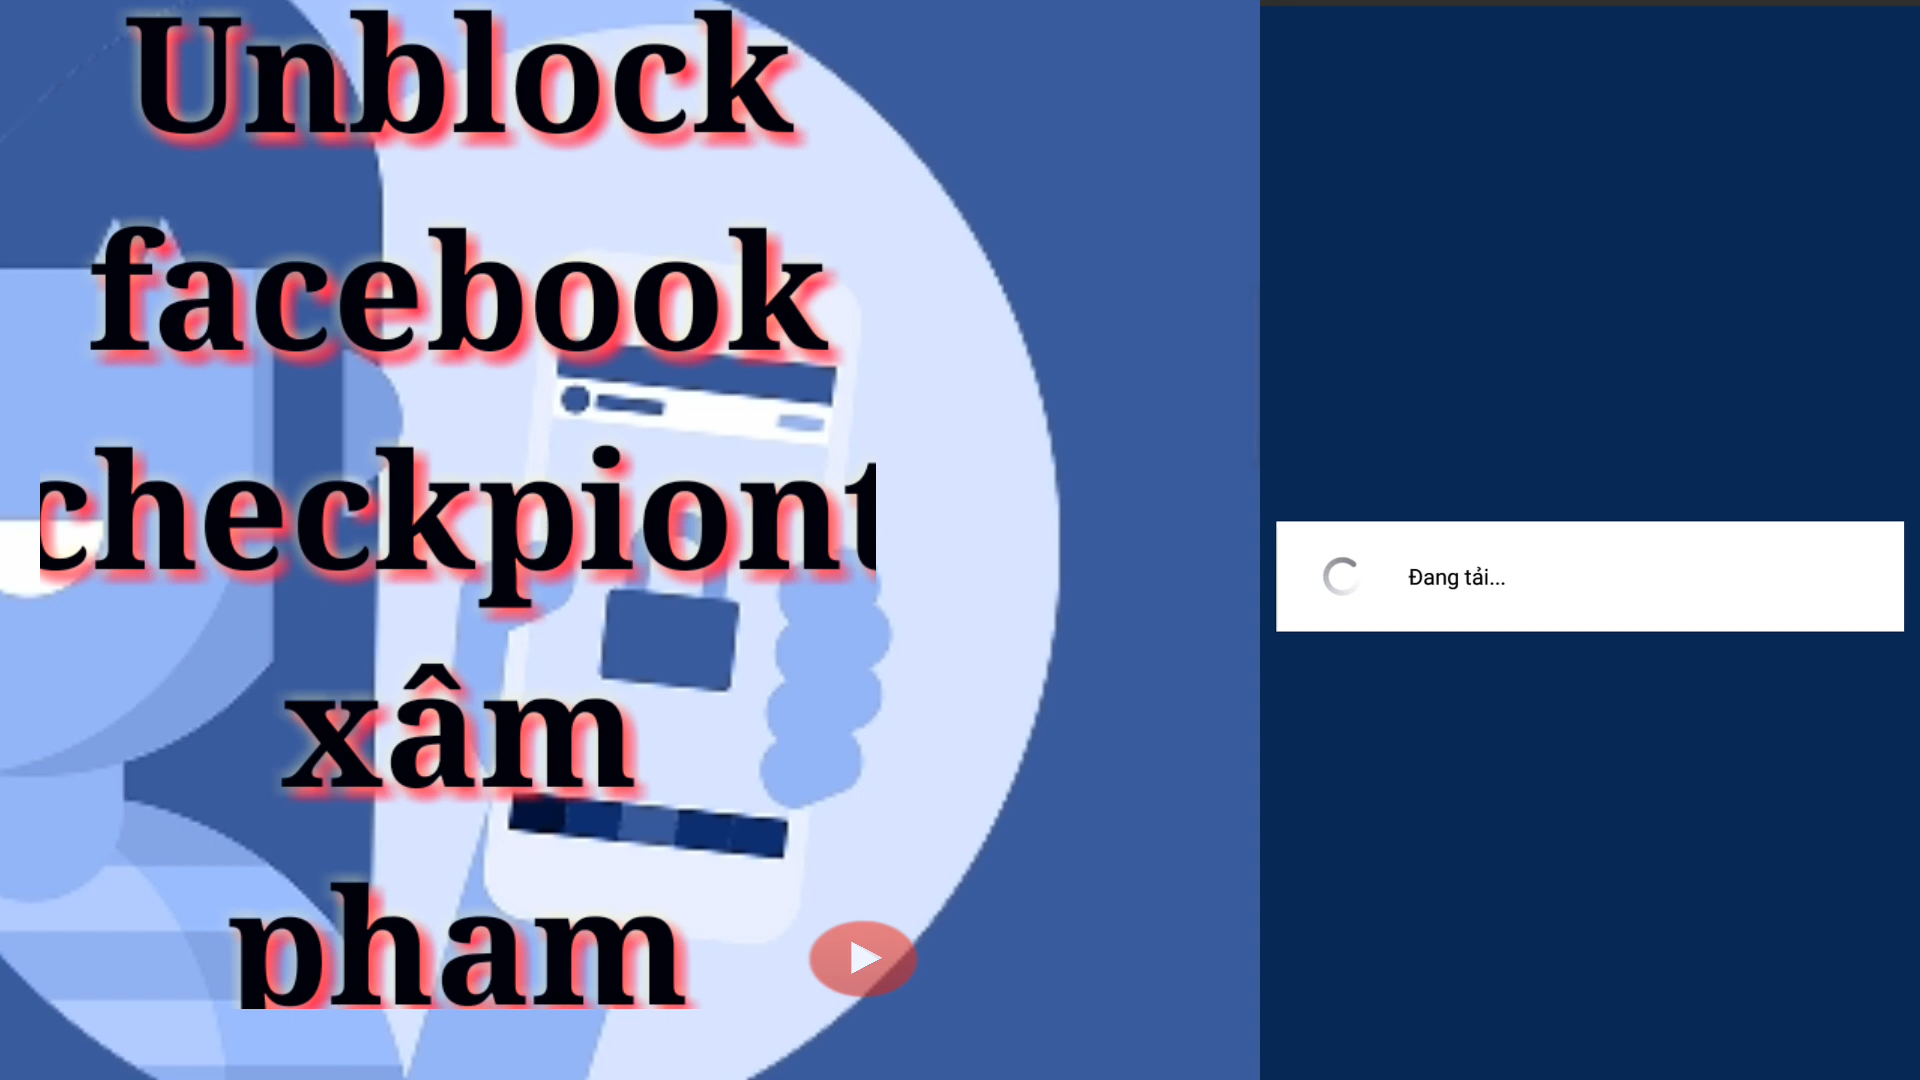 Unblock
facebook
checkpiont
xâm
pham
Đang tải...